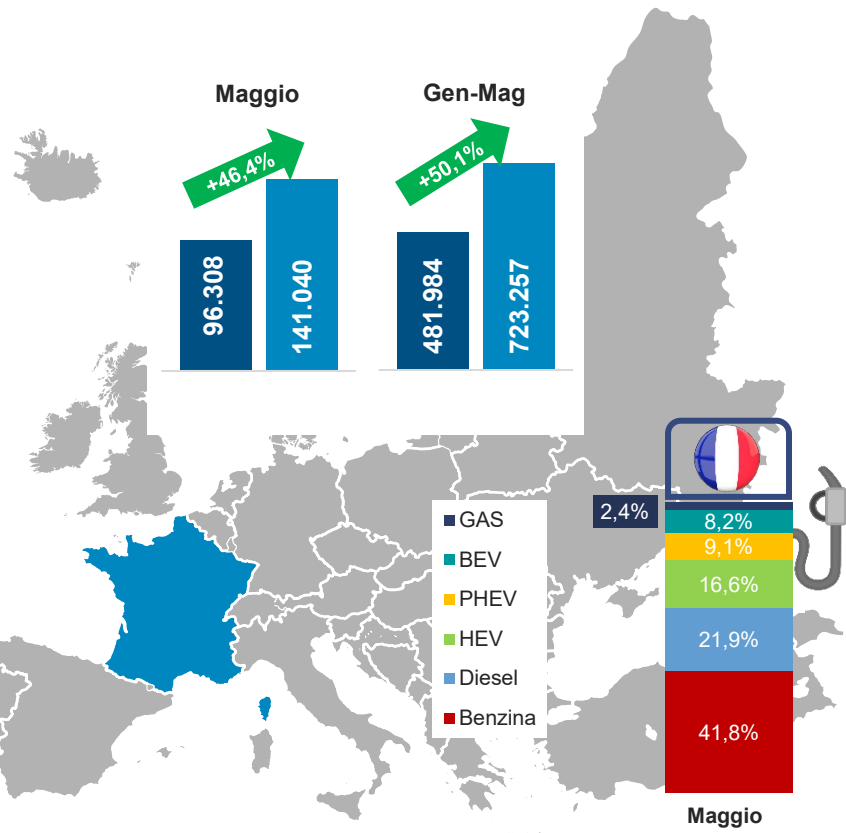 Maggio
Gen-Mag
+46,4%
+50,1%
96.308
141.040
481.984
723.257
GAS
BEV
PHEV
HEV
Diesel
Benzina
2,4%
8,2%
9,1%
16,6%
21,9%
41,8%
Maggio